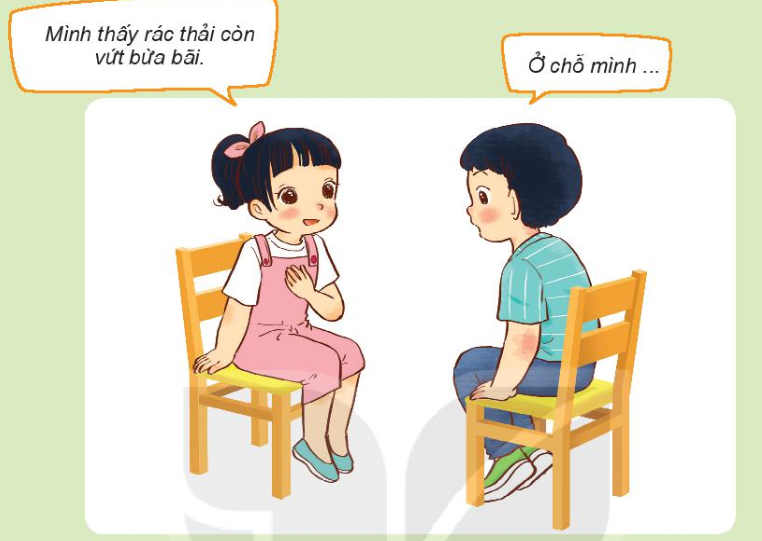 Mình thấy rác thải còn
vứt bừa bãi.
Ở chỗ mình ...